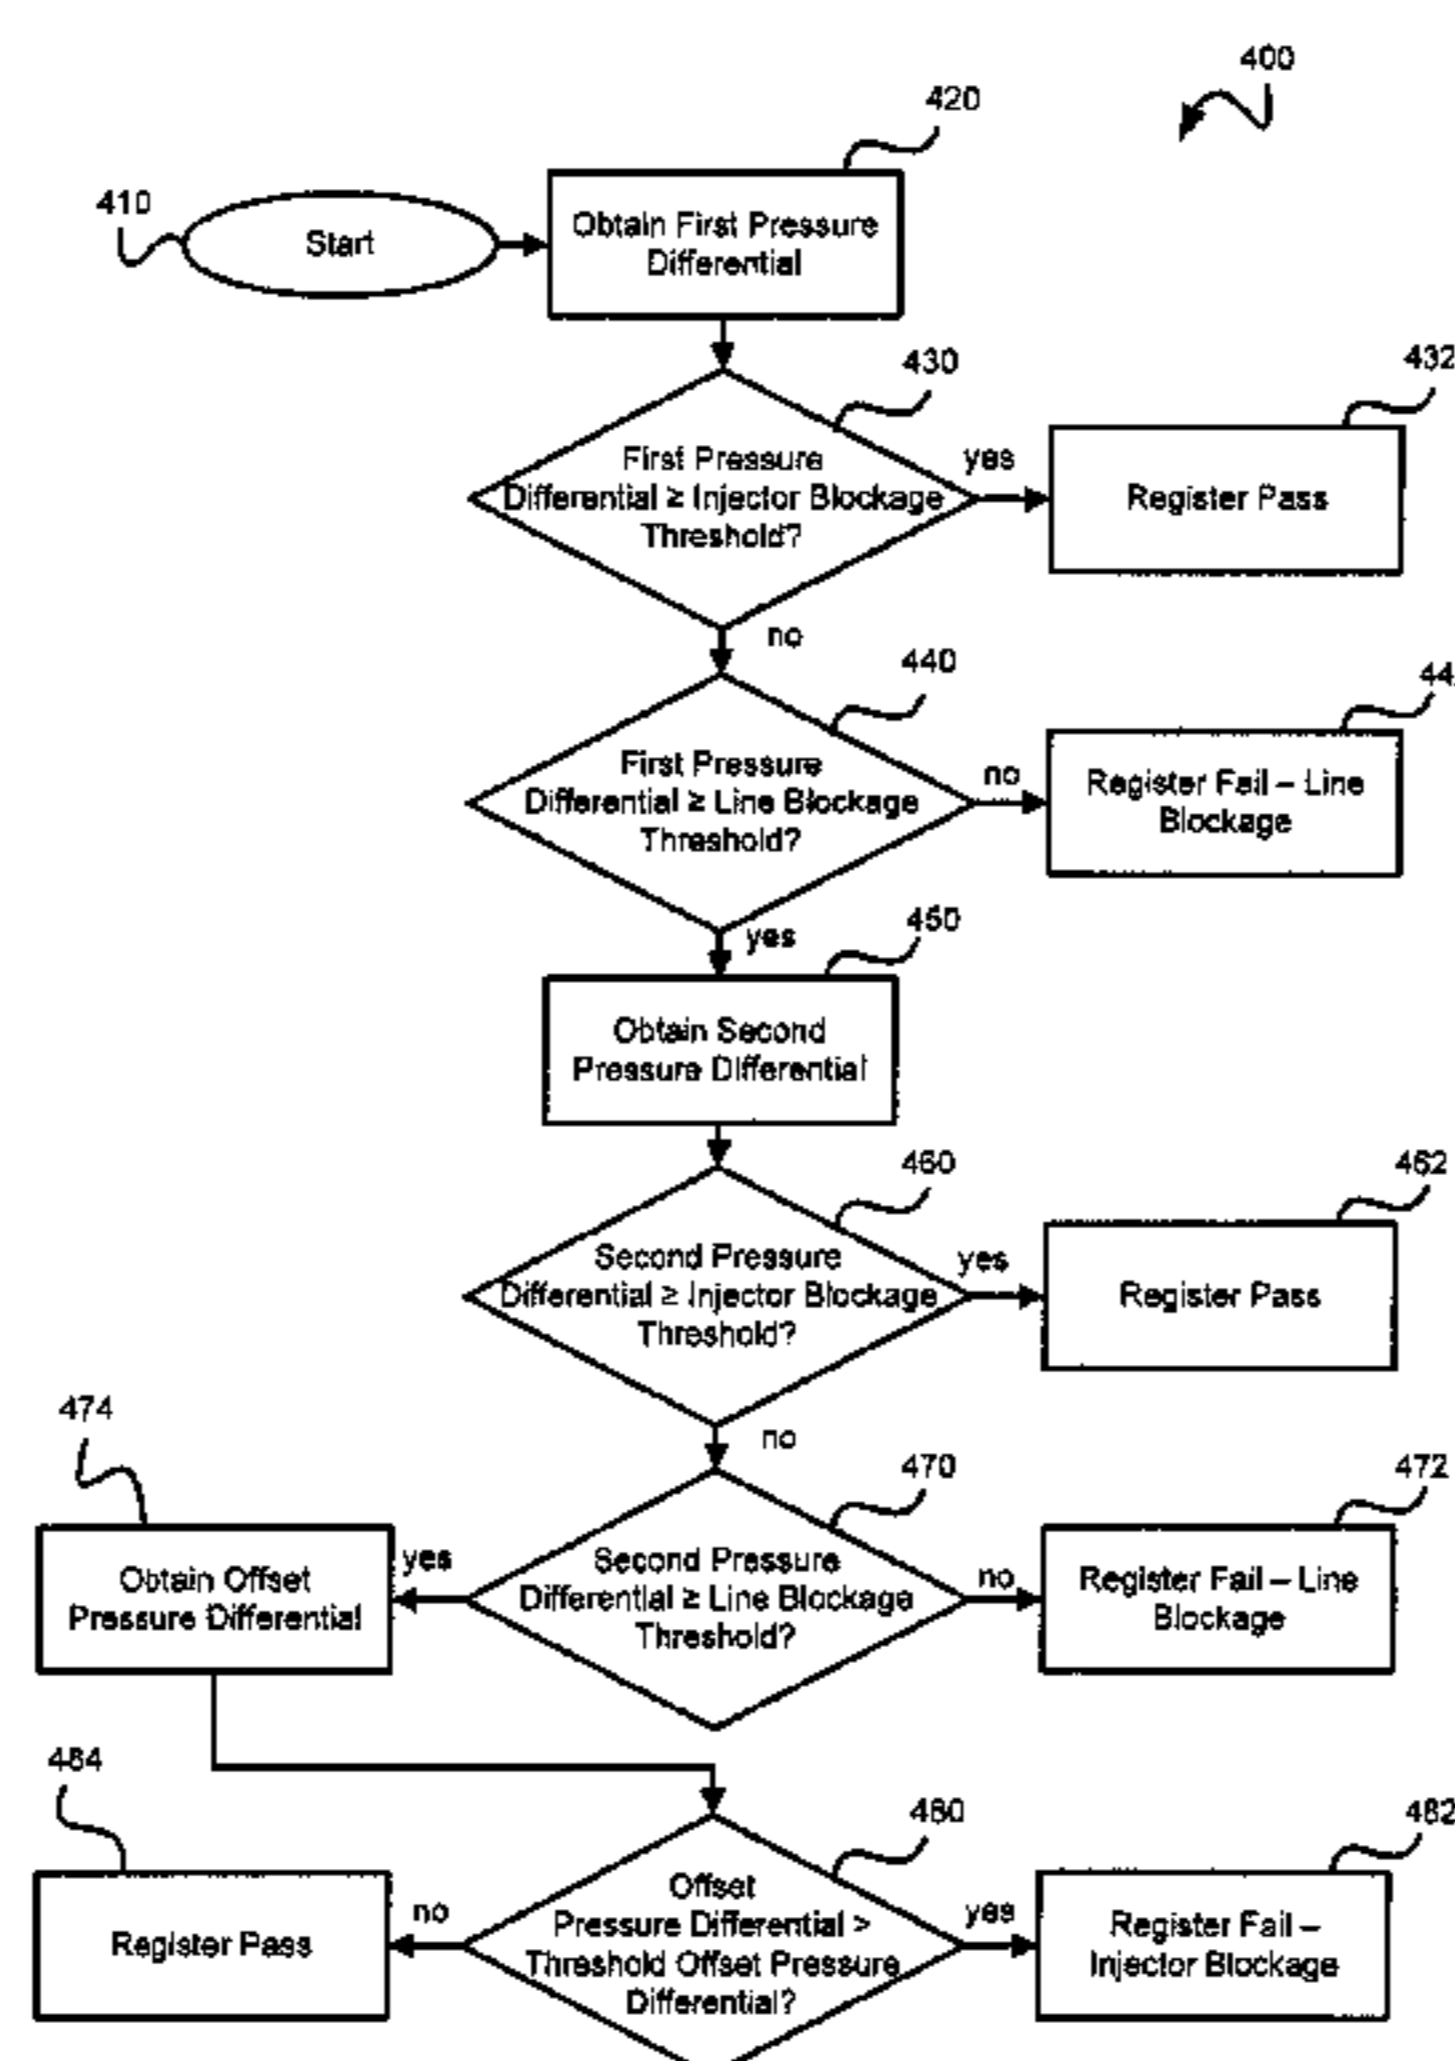 400
420
410
Start
Obtain First Pressure
Differential
430
432
First Pressure
Differential ≥ Injector Blockage
Threshold?
yes
Register Pass
no
440
44
First Pressure
Differential ≥ Line Blockage
Threshold?
no
Register Fail – Line
Blockage
yes
450
Obtain Second
Pressure Differential
460
462
Second Pressure
Differential ≥ Injector Blockage
Threshold?
yes
Register Pass
474
no
470
472
Obtain Offset
Pressure Differential
yes
Second Pressure
Differential ≥ Line Blockage
Threshold?
no
Register Fail – Line
Blockage
484
480
482
Register Pass
no
Offset
Pressure Differential >
Threshold Offset Pressure
Differential?
yes
Register Fail –
Injector Blockage